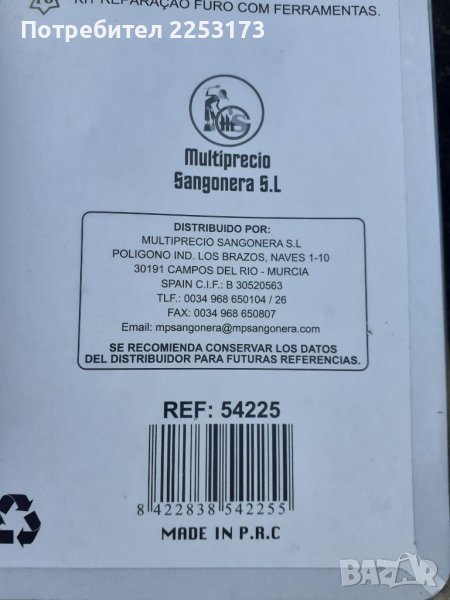 Потребител 2253173
KIT REPARAÇÃO FURO COM FERRAMENTAS.
Multiprecio
Sangonera S.L
DISTRIBUIDO POR:
MULTIPRECIO SANGONERA S.L
POLIGONO IND. LOS BRAZOS, NAVES 1-10
30191 CAMPOS DEL RIO - MURCIA
SPAIN C.I.F.: B 30520563
TLF.: 0034 968 650104 / 26
FAX: 0034 968 650807
Email: mpsangonera@mpsangonera.com
SE RECOMIENDA CONSERVAR LOS DATOS
DEL DISTRIBUIDOR PARA FUTURAS REFERENCIAS.
REF: 54225
8 422838 542255
MADE IN P.R.C
bazar